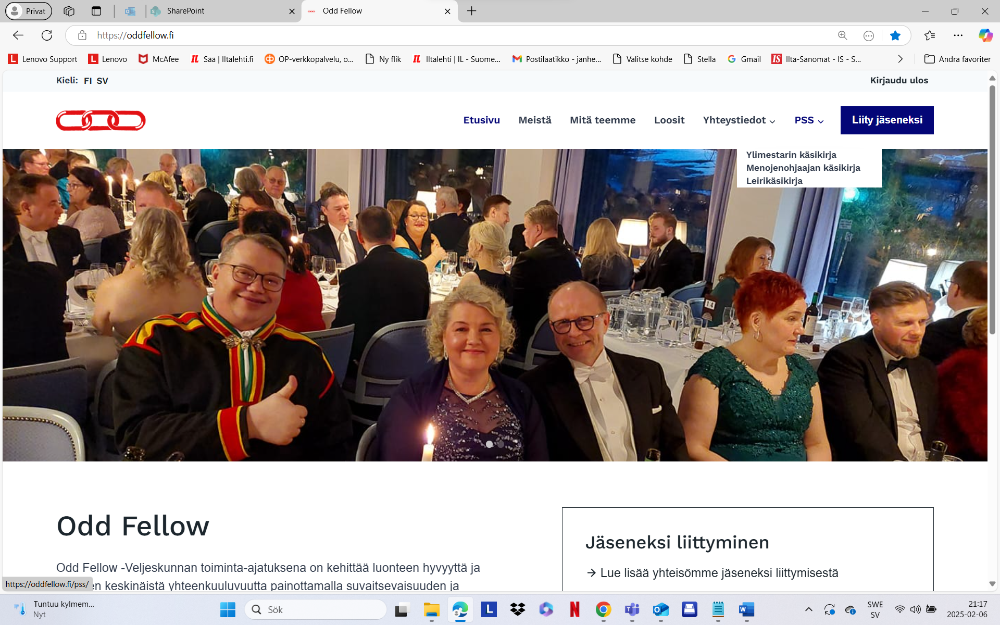 Privat
SharePoint
Odd Fellow
https://oddfellow.fi
Lenovo Support
Lenovo
McAfee
Sää | Iltalehti.fi
OP-verkkopalvelu, o...
Ny flik
Iltalehti | IL - Suome...
Postilaatikko - janhe...
Valitse kohde
Stella
Gmail
Ilta-Sanomat - IS - S...
Andra favoriter
Kieli: FI SV
Kirjaudu ulos
Etusivu
Meistä
Mitä teemme
Loosit
Yhteystiedot
PSS
Liity jäseneksi
Ylimestarin käsikirja
Menojenohjaajan käsikirja
Leirikäsikirja
14
Odd Fellow
Odd Fellow -Veljeskunnan toiminta-ajatuksena on kehittää luonteen hyvyyttä ja
en keskinäistä yhteenkuuluvuutta painottamalla suvaitsevaisuuden ja
Jäseneksi liittyminen
→ Lue lisää yhteisömme jäseneksi liittymisestä
https://oddfellow.fi/pss/
Tuntuu kylmem...
Nyt
Sök
SWE
SV
21:17
2025-02-06